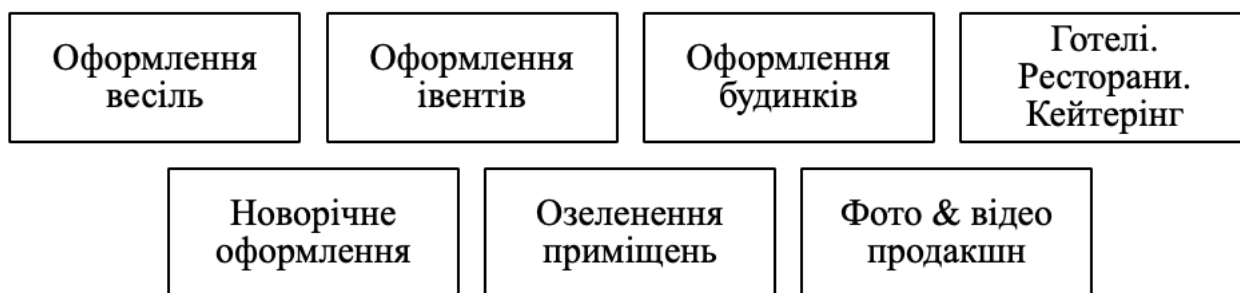 Оформлення
весіль
Оформлення
івентів
Оформлення
будинків
Готелі.
Ресторани.
Кейтерінг
Новорічне
оформлення
Озеленення
приміщень
Фото & відео
продакшн